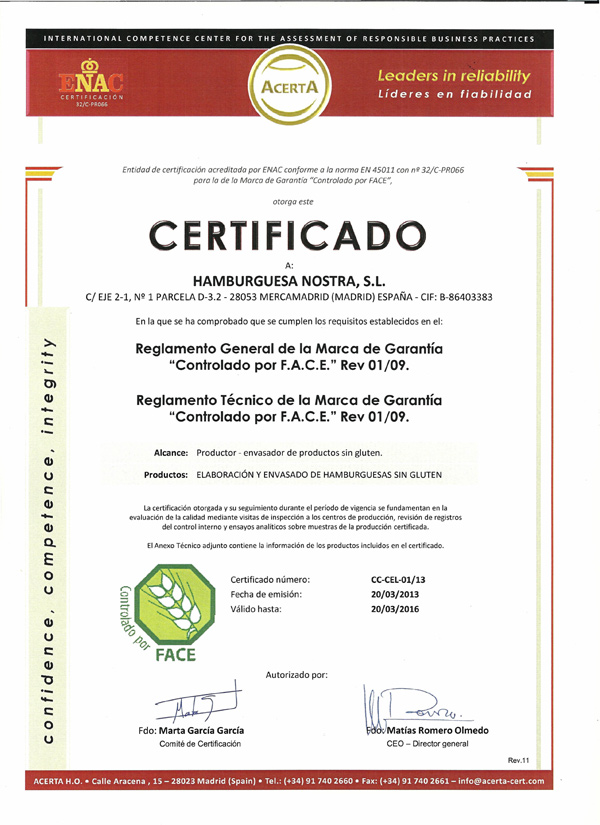 INTERNATIONAL COMPETENCE CENTER FOR THE ASSESSMENT OF RESPONSIBLE BUSINESS PRACTICES
ENAC
CERTIFICACIÓN
32/C-PR066
ACERTA
Leaders in reliability
Líderes en fiabilidad
Entidad de certificación acreditada por ENAC conforme a la norma EN 45011 con nº 32/C-PR066
para la de la Marca de Garantía "Controlado por FACE",
otorga este
CERTIFICADO
A:
HAMBURGUESA NOSTRA, S.L.
C/ EJE 2-1, Nº 1 PARCELA D-3.2 - 28053 MERCAMADRID (MADRID) ESPAÑA - CIF: B-86403383
En la que se ha comprobado que se cumplen los requisitos establecidos en el:
Reglamento General de la Marca de Garantía
"Controlado por F.A.C.E." Rev 01/09.
Reglamento Técnico de la Marca de Garantía
"Controlado por F.A.C.E." Rev 01/09.
Alcance: Productor - envasador de productos sin gluten.
Productos: ELABORACIÓN Y ENVASADO DE HAMBURGUESAS SIN GLUTEN
La certificación otorgada y su seguimiento durante el período de vigencia se fundamentan en la
evaluación de la calidad mediante visitas de inspección a los centros de producción, revisión de registros
del control interno y ensayos analíticos sobre muestras de la producción certificada.
El Anexo Técnico adjunto contiene la información de los productos incluidos en el certificado.
confidence, competence, integrity
Controlado por
FACE
Certificado número: CC-CEL-01/13
Fecha de emisión: 20/03/2013
Válido hasta: 20/03/2016
Autorizado por:
Fdo: Marta García García
Comité de Certificación
Fdo: Matías Romero Olmedo
CEO – Director general
Rev.11
ACERTA H.O. • Calle Aracena , 15 – 28023 Madrid (Spain) • Tel.: (+34) 91 740 2660 • Fax: (+34) 91 740 2661 – info@acerta-cert.com